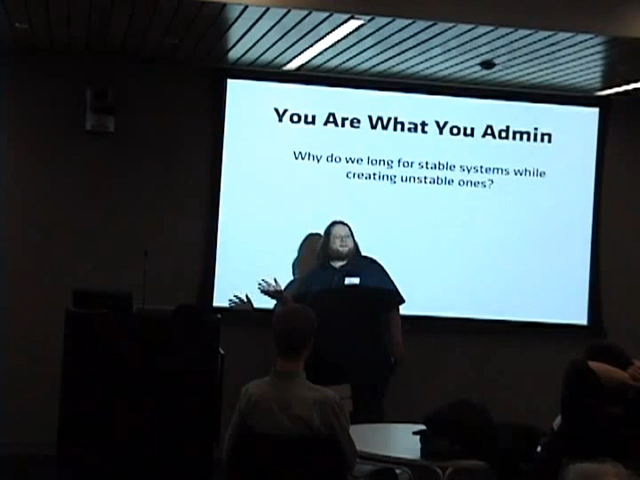 You Are What You Admin
Why do we long for stable systems while
creating unstable ones?